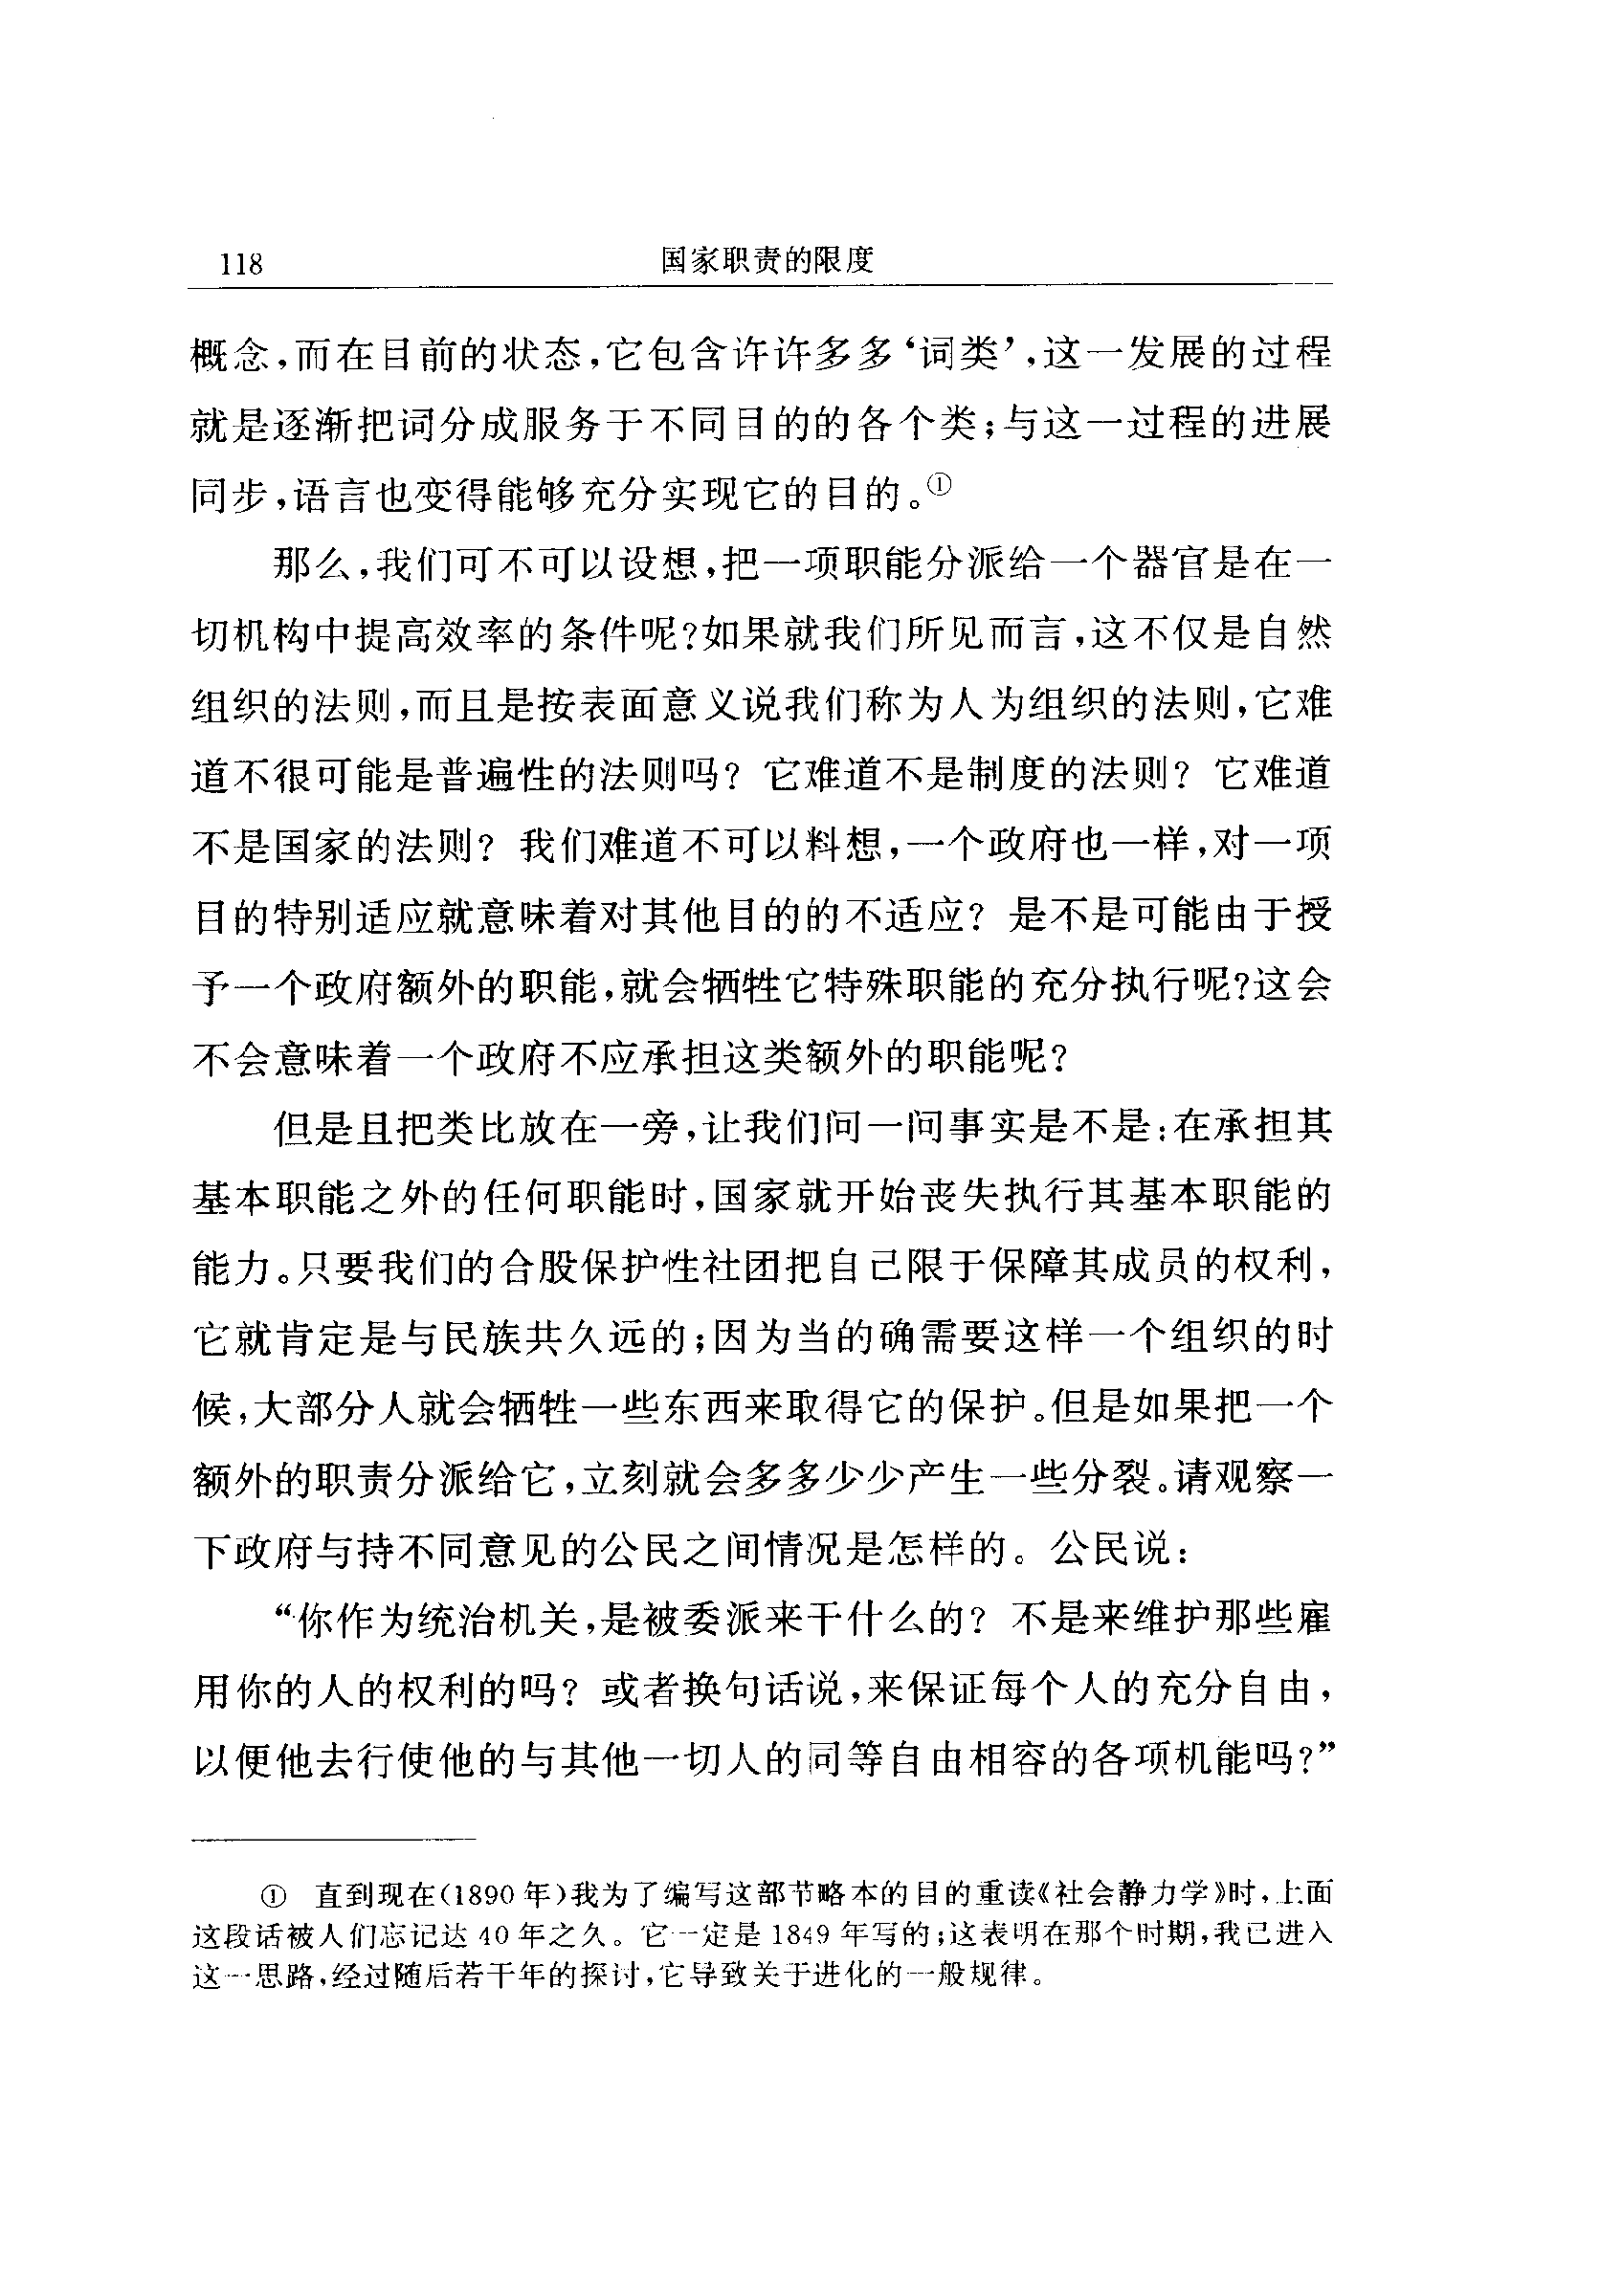 118 国家职责的限度
概念,而在目前的状态,它包含许许多多‘词类’,这一发展的过程
就是逐渐把词分成服务于不同目的的各个类;与这一过程的进展
同步,语言也变得能够充分实现它的目的。①
那么,我们可不可以设想,把一项职能分派给一个器官是在一
切机构中提高效率的条件呢?如果就我们所见而言,这不仅是自然
组织的法则,而且是按表面意义说我们称为人为组织的法则,它难
道不很可能是普遍性的法则吗? 它难道不是制度的法则? 它难道
不是国家的法则? 我们难道不可以料想,一个政府也一样,对一项
目的特别适应就意味着对其他目的的不适应? 是不是可能由于授
予一个政府额外的职能,就会牺牲它特殊职能的充分执行呢?这会
不会意味着一个政府不应承担这类额外的职能呢?
但是且把类比放在一旁,让我们问一问事实是不是:在承担其
基本职能之外的任何职能时,国家就开始丧失执行其基本职能的
能力。只要我们的合股保护性社团把自己限于保障其成员的权利,
它就肯定是与民族共久远的;因为当的确需要这样一个组织的时
候,大部分人就会牺牲一些东西来取得它的保护。但是如果把一个
额外的职责分派给它,立刻就会多多少少产生一些分裂。请观察一
下政府与持不同意见的公民之间情况是怎样的。公民说:
“你作为统治机关,是被委派来干什么的? 不是来维护那些雇
用你的人的权利的吗? 或者换句话说,来保证每个人的充分自由,
以便他去行使他的与其他一切人的同等自由相容的各项机能吗?”
① 直到现在(1890年)我为了编写这部节略本的目的重读《社会静力学》时,上面
这段话被人们忘记达40年之久。它一定是1849年写的;这表明在那个时期,我已进入
这一思路,经过随后若干年的探讨,它导致关于进化的一般规律。